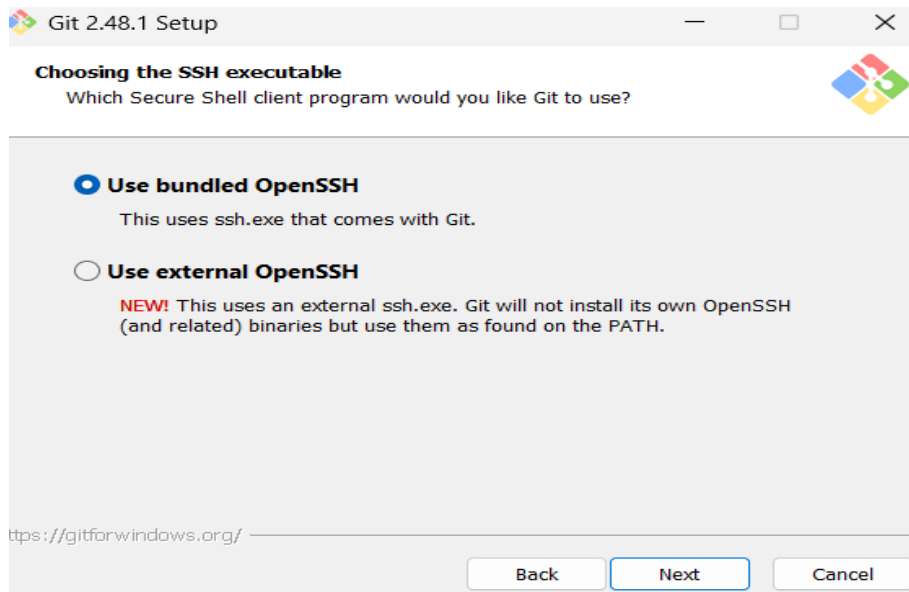 Git 2.48.1 Setup
Choosing the SSH executable
Which Secure Shell client program would you like Git to use?
Use bundled OpenSSH
This uses ssh.exe that comes with Git.
Use external OpenSSH
NEW! This uses an external ssh.exe. Git will not install its own OpenSSH
(and related) binaries but use them as found on the PATH.
ttps://gitforwindows.org/
Back Next Cancel